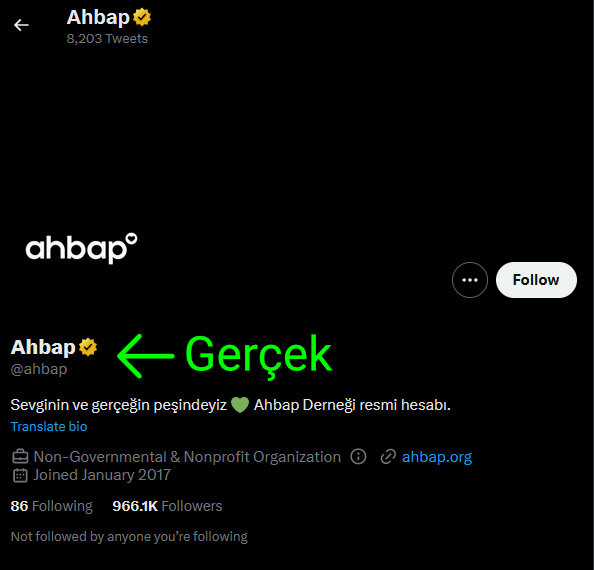 Ahbap
8,203 Tweets
ahbap
Follow
Ahbap
Gerçek
@ahbap
Sevginin ve gerçeğin peşindeyiz 💚 Ahbap Derneği resmi hesabı.
Translate bio
Non-Governmental & Nonprofit Organization ahbap.org
Joined January 2017
86 Following 966.1K Followers
Not followed by anyone you’re following